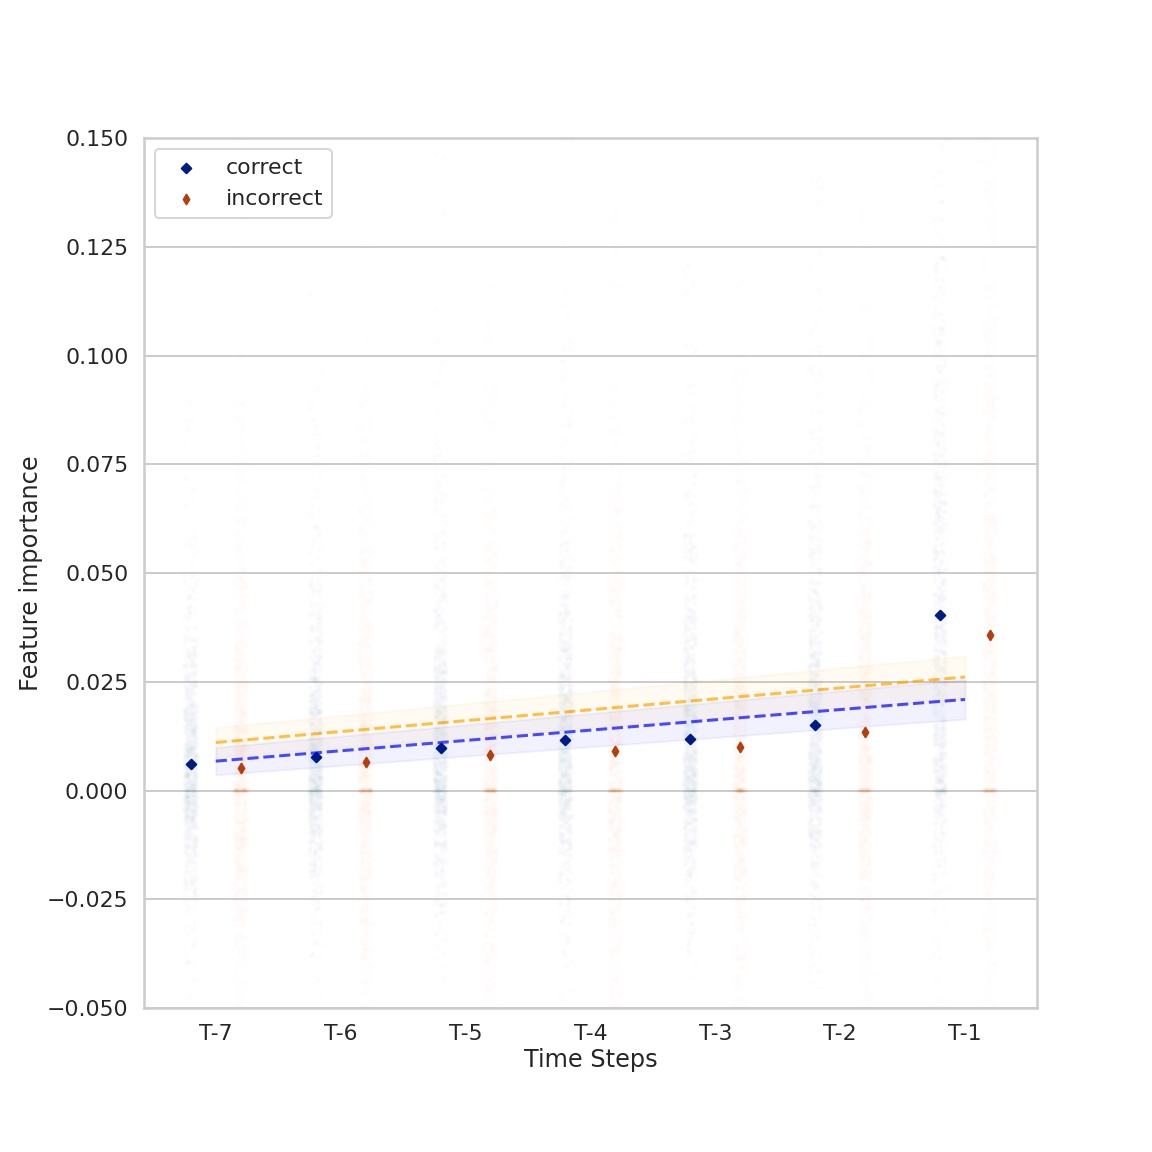 0.150
0.125
0.100
0.075
0.050
0.025
0.000
−0.025
−0.050
Feature importance
correct
incorrect
T-7 T-6 T-5 T-4 T-3 T-2 T-1
Time Steps